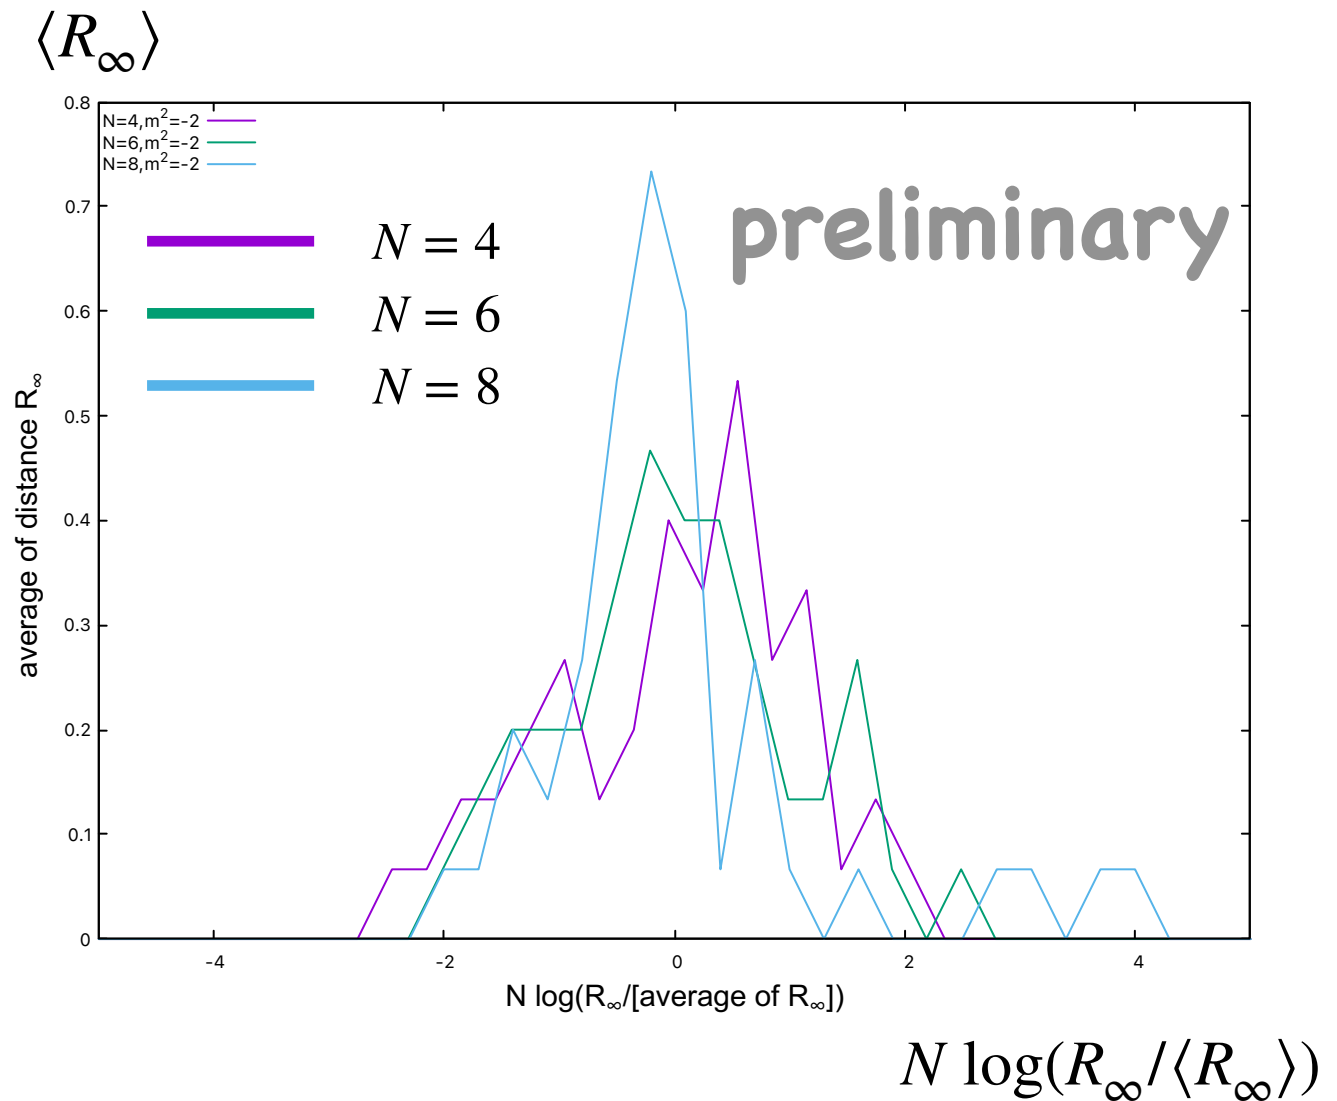 ⟨R∞⟩
0.8
N=4,m²=-2
N=6,m²=-2
N=8,m²=-2
preliminary
0.7
N = 4
N = 6
0.6
N = 8
0.5
average of distance R∞
0.4
0.3
0.2
0.1
0
-4 -2 0 2 4
N log(R∞/[average of R∞])
N log(R∞/⟨R∞⟩)